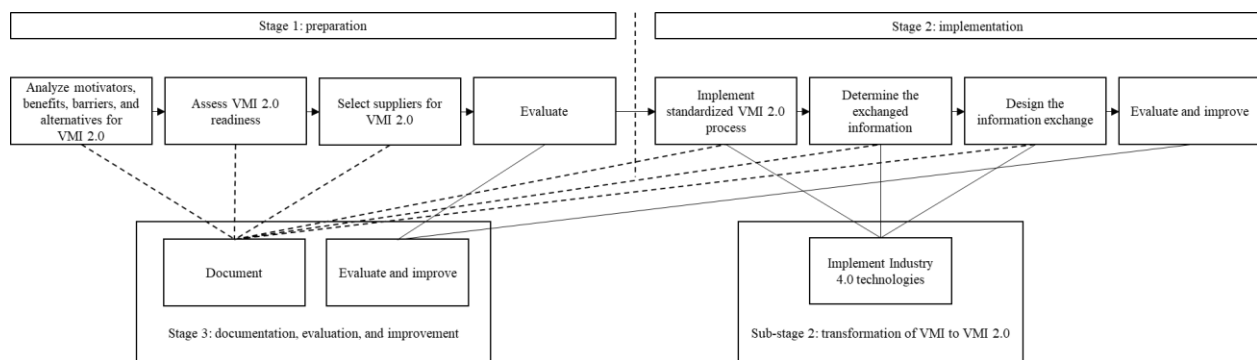 Stage 1: preparation
Stage 2: implementation
Analyze motivators,
benefits, barriers, and
alternatives for
VMI 2.0
Assess VMI 2.0
readiness
Select suppliers for
VMI 2.0
Evaluate
Implement
standardized VMI 2.0
process
Determine the
exchanged
information
Design the
information exchange
Evaluate and improve
Document
Evaluate and improve
Implement Industry
4.0 technologies
Stage 3: documentation, evaluation, and improvement
Sub-stage 2: transformation of VMI to VMI 2.0